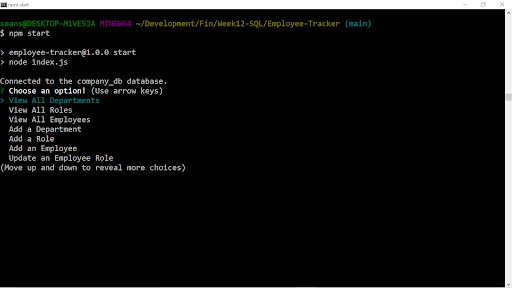 npm start
seans@DESKTOP-M1VE5JA MINGW64 ~/Development/Fin/Week12-SQL/Employee-Tracker (main)
$ npm start
> employee-tracker@1.0.0 start
> node index.js
Connected to the company_db database.
? Choose an option! (Use arrow keys)
> View All Departments
View All Roles
View All Employees
Add a Department
Add a Role
Add an Employee
Update an Employee Role
(Move up and down to reveal more choices)